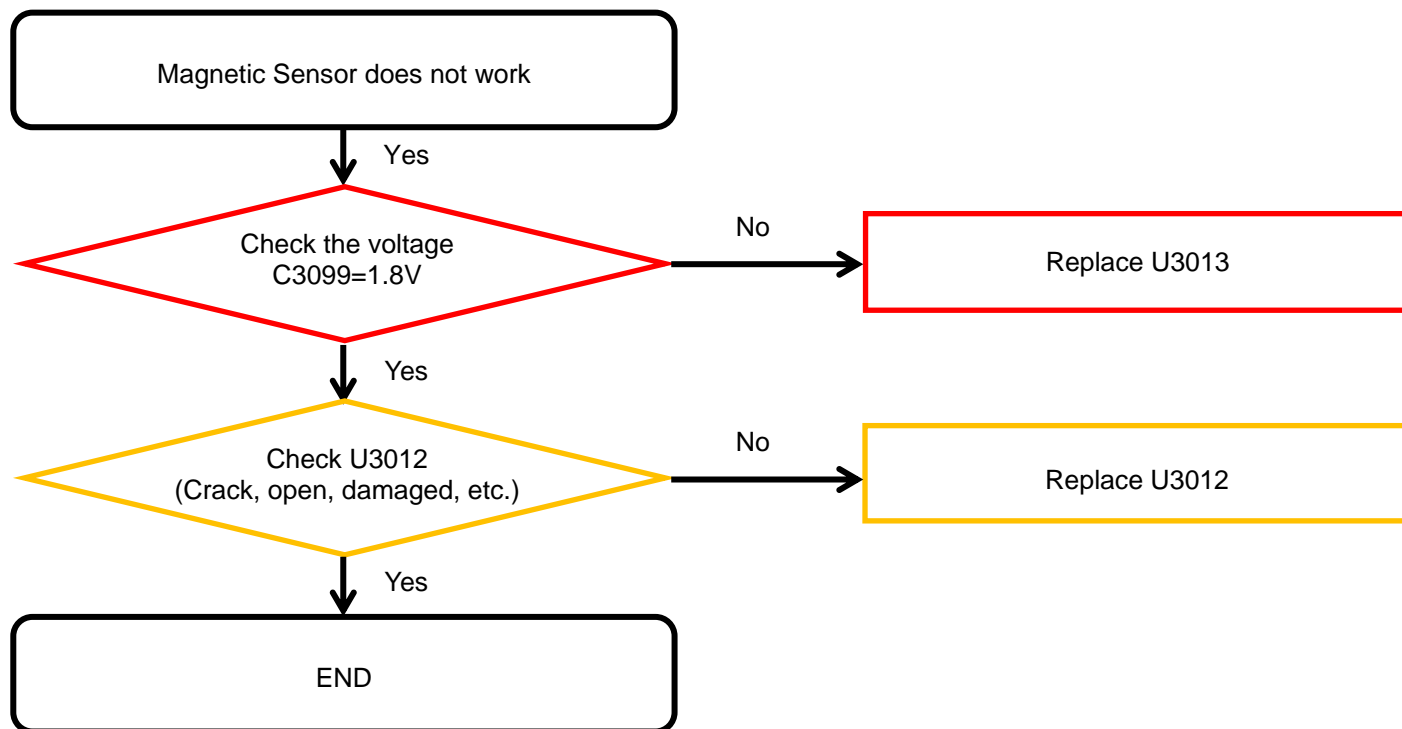 Magnetic Sensor does not work
Yes
Check the voltage
C3099=1.8V
No
Replace U3013
Yes
Check U3012
(Crack, open, damaged, etc.)
No
Replace U3012
Yes
END